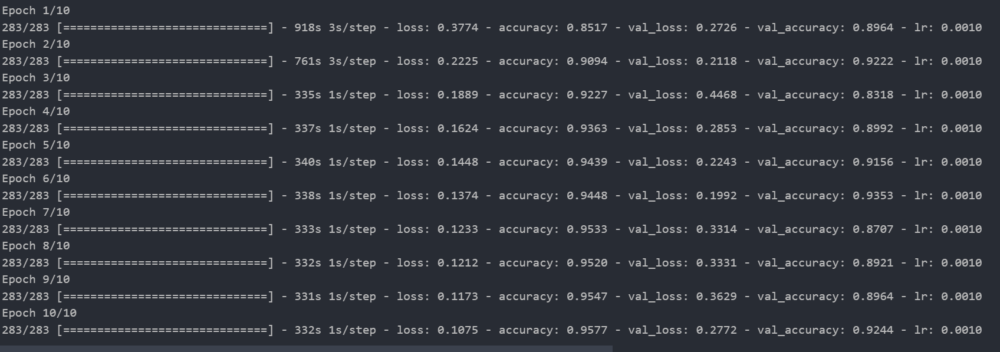 Epoch 1/10
283/283 [==============================] - 918s 3s/step - loss: 0.3774 - accuracy: 0.8517 - val_loss: 0.2726 - val_accuracy: 0.8964 - lr: 0.0010
Epoch 2/10
283/283 [==============================] - 761s 3s/step - loss: 0.2225 - accuracy: 0.9094 - val_loss: 0.2118 - val_accuracy: 0.9222 - lr: 0.0010
Epoch 3/10
283/283 [==============================] - 335s 1s/step - loss: 0.1889 - accuracy: 0.9227 - val_loss: 0.4468 - val_accuracy: 0.8318 - lr: 0.0010
Epoch 4/10
283/283 [==============================] - 337s 1s/step - loss: 0.1624 - accuracy: 0.9363 - val_loss: 0.2853 - val_accuracy: 0.8992 - lr: 0.0010
Epoch 5/10
283/283 [==============================] - 340s 1s/step - loss: 0.1448 - accuracy: 0.9439 - val_loss: 0.2243 - val_accuracy: 0.9156 - lr: 0.0010
Epoch 6/10
283/283 [==============================] - 338s 1s/step - loss: 0.1374 - accuracy: 0.9448 - val_loss: 0.1992 - val_accuracy: 0.9353 - lr: 0.0010
Epoch 7/10
283/283 [==============================] - 333s 1s/step - loss: 0.1233 - accuracy: 0.9533 - val_loss: 0.3314 - val_accuracy: 0.8707 - lr: 0.0010
Epoch 8/10
283/283 [==============================] - 332s 1s/step - loss: 0.1212 - accuracy: 0.9520 - val_loss: 0.3331 - val_accuracy: 0.8921 - lr: 0.0010
Epoch 9/10
283/283 [==============================] - 331s 1s/step - loss: 0.1173 - accuracy: 0.9547 - val_loss: 0.3629 - val_accuracy: 0.8964 - lr: 0.0010
Epoch 10/10
283/283 [==============================] - 332s 1s/step - loss: 0.1075 - accuracy: 0.9577 - val_loss: 0.2772 - val_accuracy: 0.9244 - lr: 0.0010